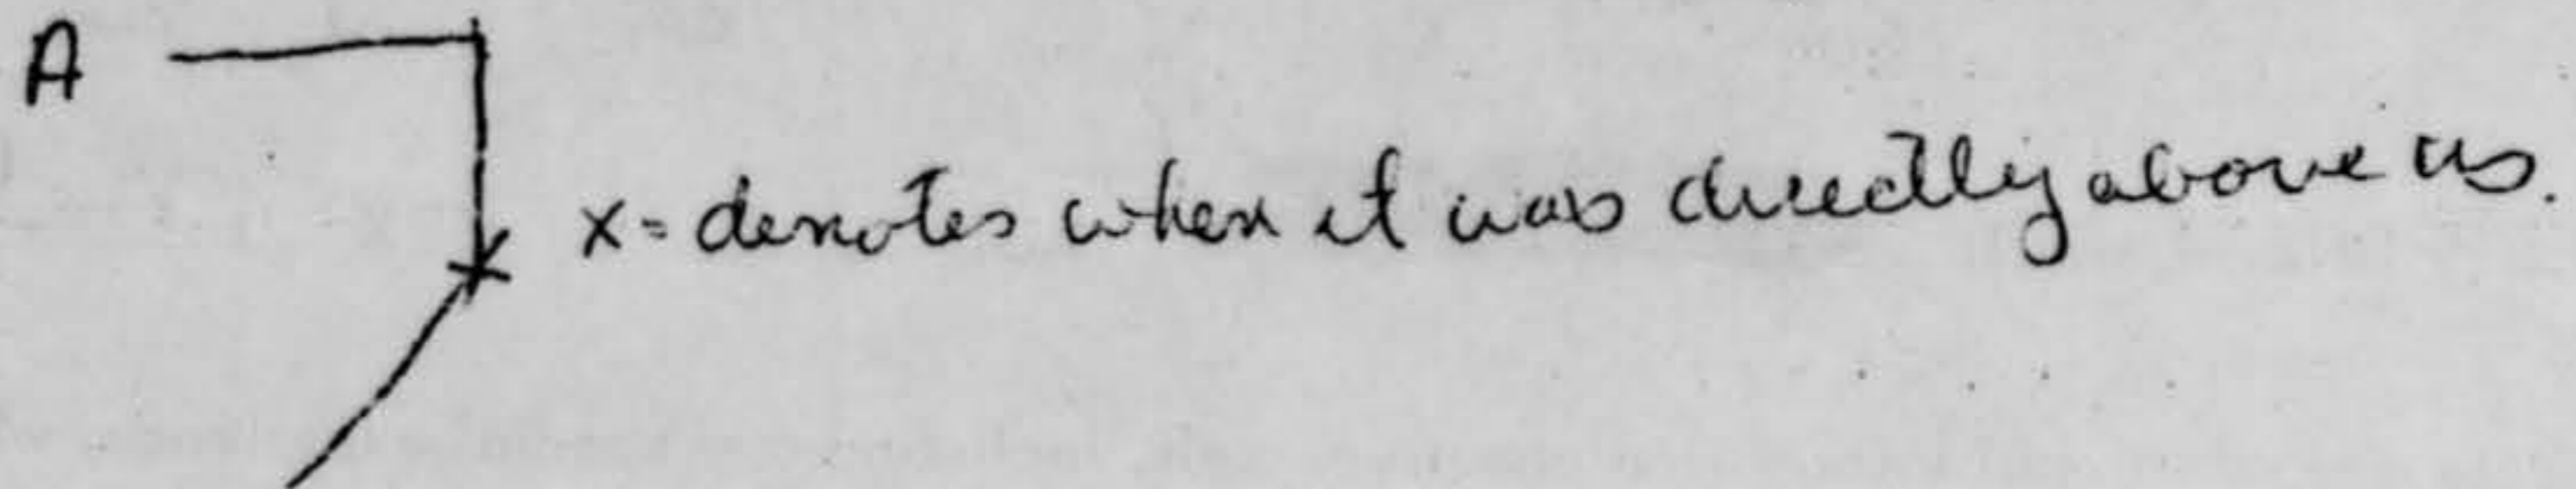 A
x = denotes when it was directly above us.